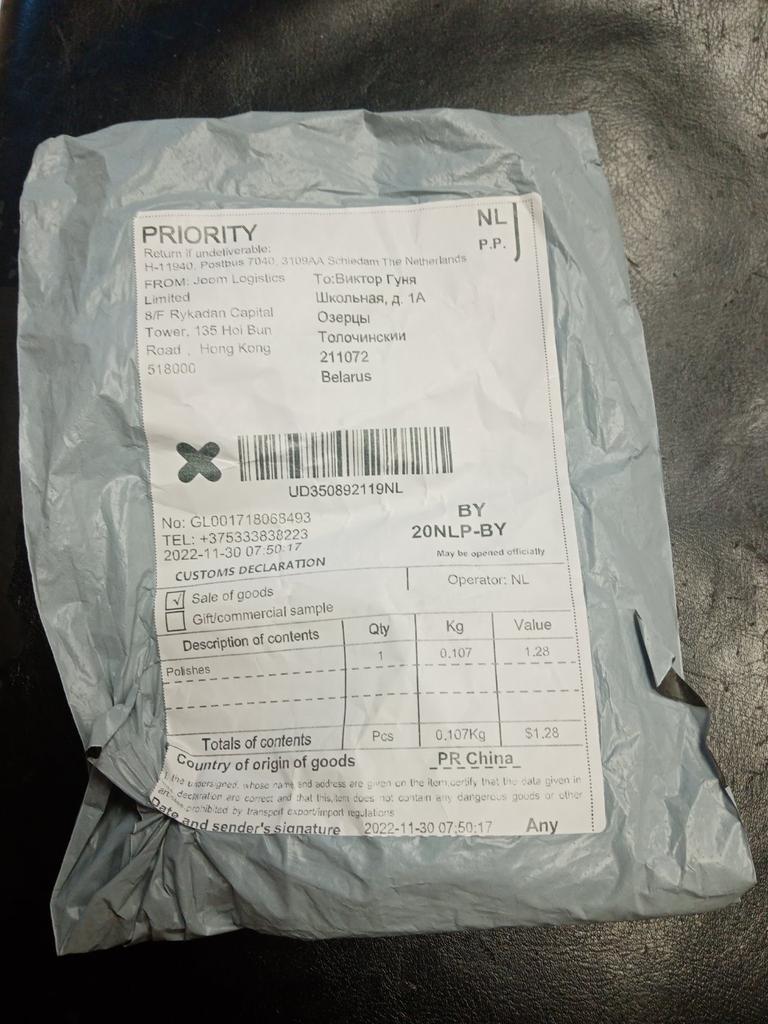 PRIORITY
NL
P.P.
Return if undeliverable:
H-11940, Postbus 7040, 3109AA Schiedam The Netherlands
FROM: Joom Logistics
Limited
8/F Rykadan Capital
Tower, 135 Hoi Bun
Road , Hong Kong
518000
To:Виктор Гуня
Школьная, д. 1А
Озерцы
Толочинскии
211072
Belarus
UD350892119NL
No: GL001718068493
TEL: +375333838223
2022-11-30 07:50:17
BY
20NLP-BY
May be opened officially
CUSTOMS DECLARATION
Operator: NL
√ Sale of goods
Gift/commercial sample
Description of contents Qty Kg Value
Polishes 1 0.107 1.28
Totals of contents Pcs 0.107Kg $1.28
Country of origin of goods PR China
the undersigned, whose name and address are given on the item,certify that the data given in
declaration are correct and that this,item does not contain any dangerous goods or other
prohibited by transport export/import regulations
Date and sender's signature 2022-11-30 07:50:17 Any